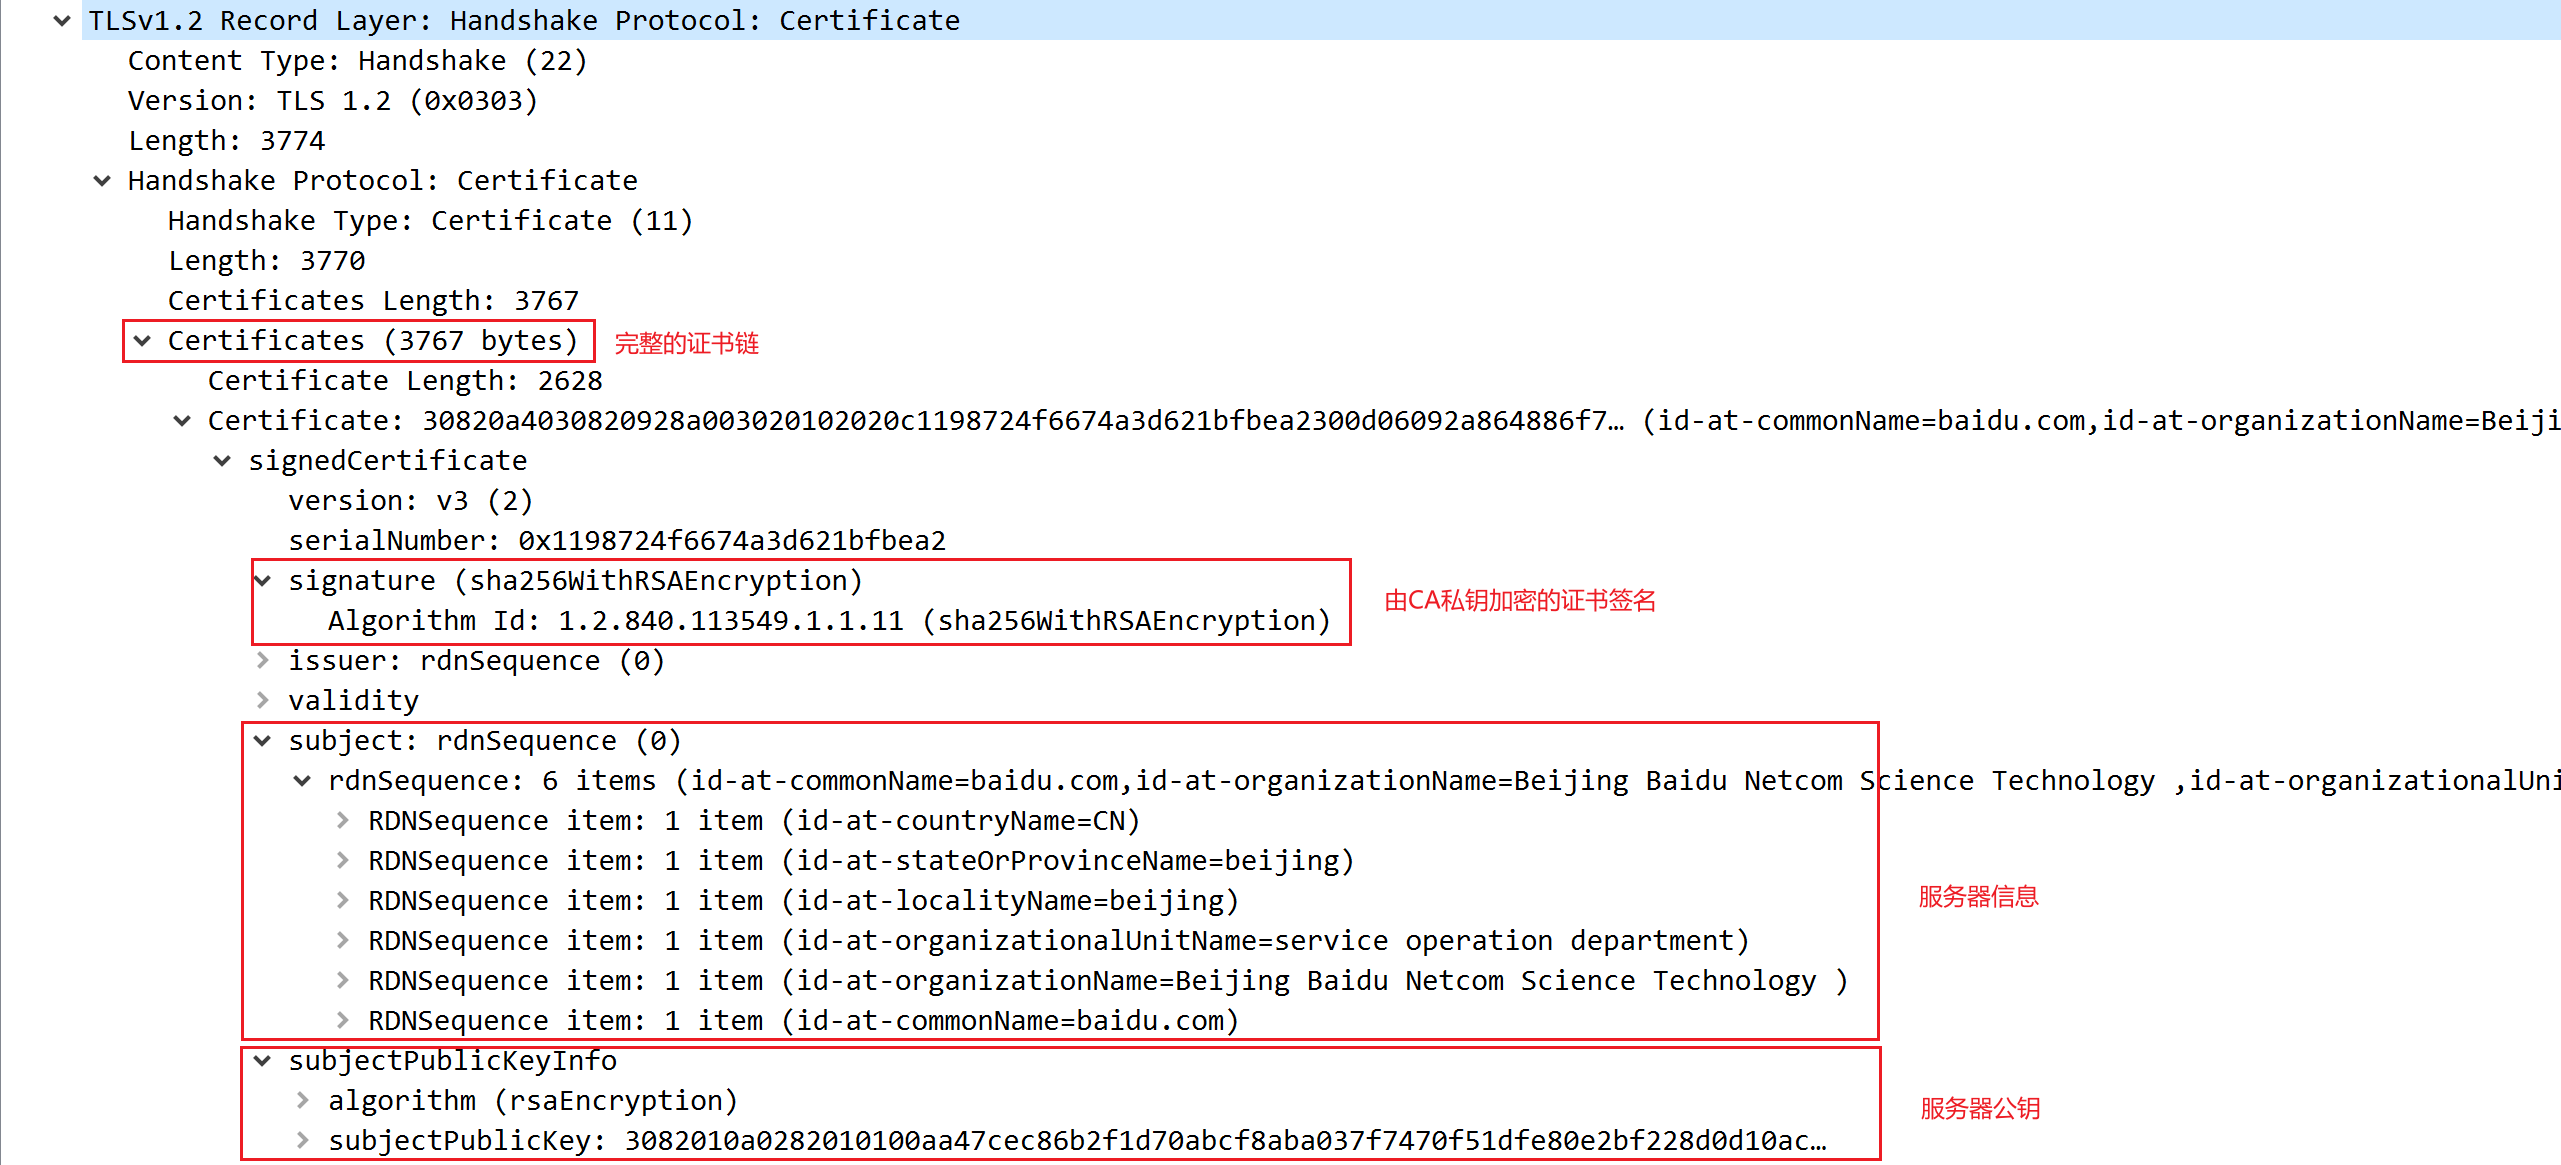 TLSv1.2 Record Layer: Handshake Protocol: Certificate
Content Type: Handshake (22)
Version: TLS 1.2 (0x0303)
Length: 3774
Handshake Protocol: Certificate
Handshake Type: Certificate (11)
Length: 3770
Certificates Length: 3767
Certificates (3767 bytes) 完整的证书链
Certificate Length: 2628
Certificate: 30820a4030820928a003020102020c1198724f6674a3d621bfbea2300d06092a864886f7… (id-at-commonName=baidu.com,id-at-organizationName=Beiji
signedCertificate
version: v3 (2)
serialNumber: 0x1198724f6674a3d621bfbea2
signature (sha256WithRSAEncryption)
由CA私钥加密的证书签名
Algorithm Id: 1.2.840.113549.1.1.11 (sha256WithRSAEncryption)
issuer: rdnSequence (0)
validity
subject: rdnSequence (0)
rdnSequence: 6 items (id-at-commonName=baidu.com,id-at-organizationName=Beijing Baidu Netcom Science Technology ,id-at-organizationalUni
RDNSequence item: 1 item (id-at-countryName=CN)
RDNSequence item: 1 item (id-at-stateOrProvinceName=beijing)
RDNSequence item: 1 item (id-at-localityName=beijing)
服务器信息
RDNSequence item: 1 item (id-at-organizationalUnitName=service operation department)
RDNSequence item: 1 item (id-at-organizationName=Beijing Baidu Netcom Science Technology )
RDNSequence item: 1 item (id-at-commonName=baidu.com)
subjectPublicKeyInfo
algorithm (rsaEncryption)
服务器公钥
subjectPublicKey: 3082010a0282010100aa47cec86b2f1d70abcf8aba037f7470f51dfe80e2bf228d0d10ac…